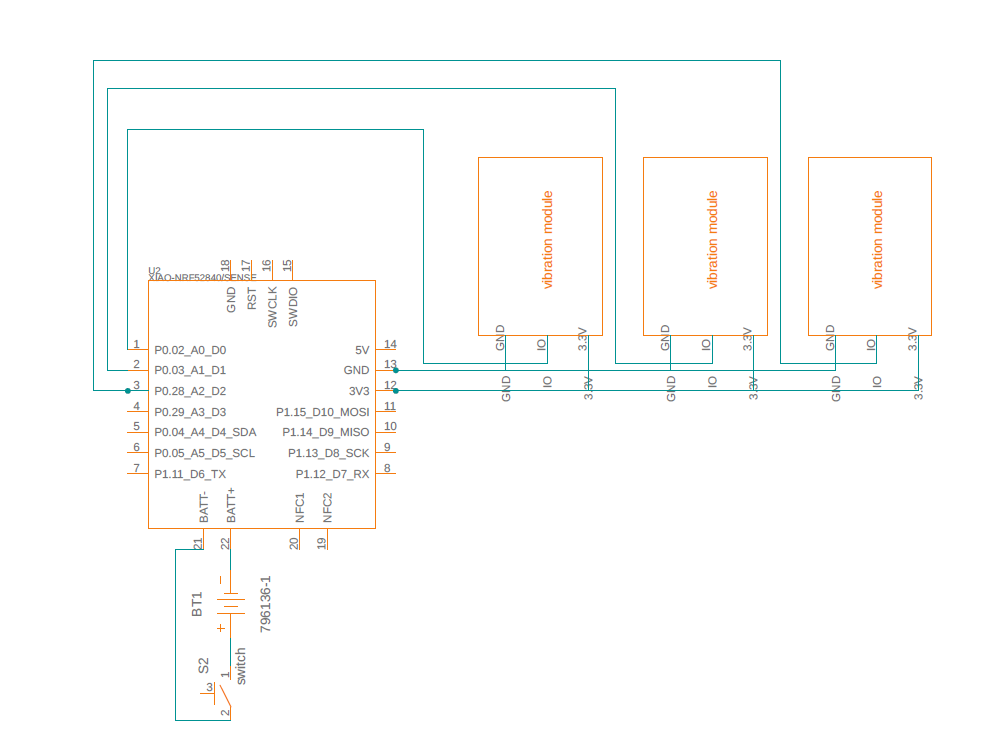 vibration module
vibration module
vibration module
U2
XIAO-NRF52840/SENSE
18
17
16
15
GND
RST
SWCLK
SWDIO
1
P0.02_A0_D0
2
P0.03_A1_D1
3
P0.28_A2_D2
4
P0.29_A3_D3
5
P0.04_A4_D4_SDA
6
P0.05_A5_D5_SCL
7
P1.11_D6_TX
5V
14
GND
13
3V3
12
P1.15_D10_MOSI
11
P1.14_D9_MISO
10
P1.13_D8_SCK
9
P1.12_D7_RX
8
BATT-
BATT+
NFC1
NFC2
21
22
20
19
GND
IO
3.3V
GND
IO
3.3V
GND
IO
3.3V
GND
IO
3.3V
GND
IO
3.3V
GND
IO
3.3V
BT1
796136-1
+
S2
switch
1
3
2